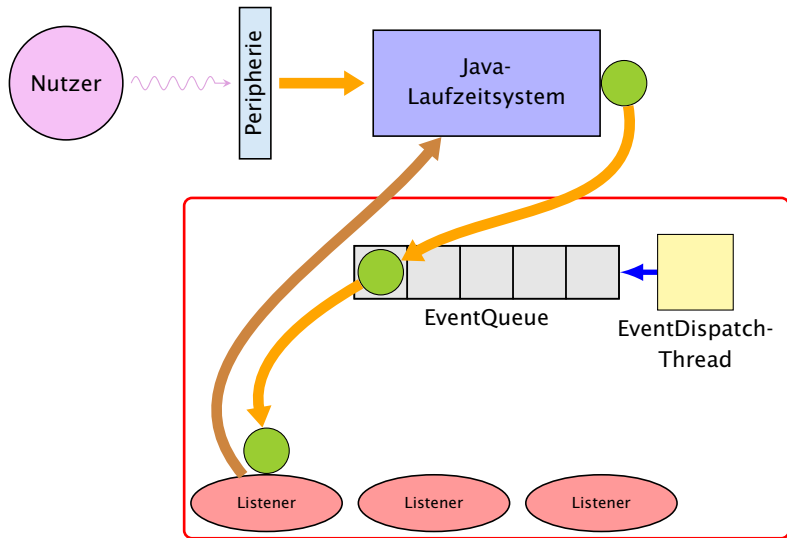 Nutzer
Peripherie
Java-
Laufzeitsystem
EventQueue
EventDispatch-
Thread
Listener
Listener
Listener